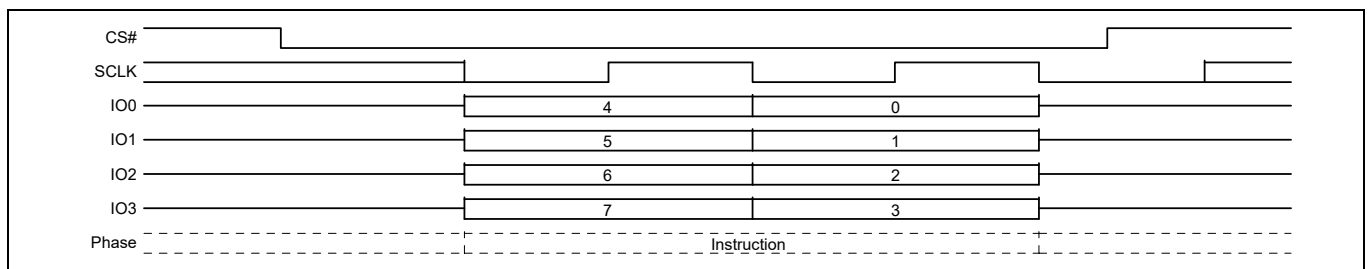 CS#
SCLK
IO0 4 0
IO1 5 1
IO2 6 2
IO3 7 3
Phase Instruction